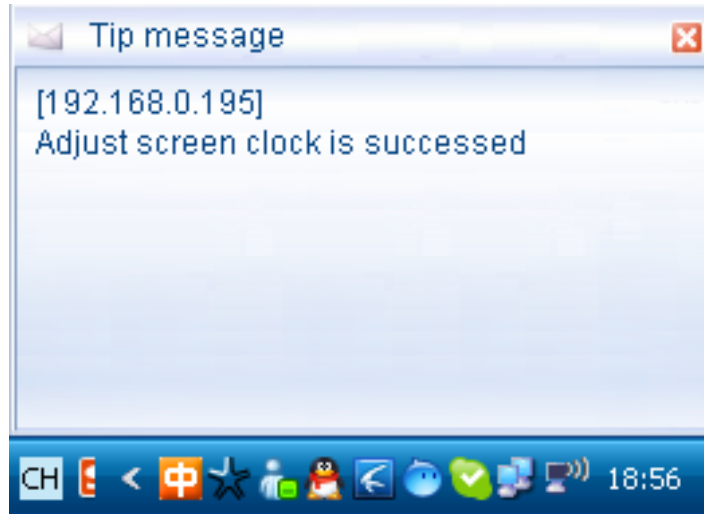 Tip message
[192.168.0.195]
Adjust screen clock is successed
CH < 中 18:56